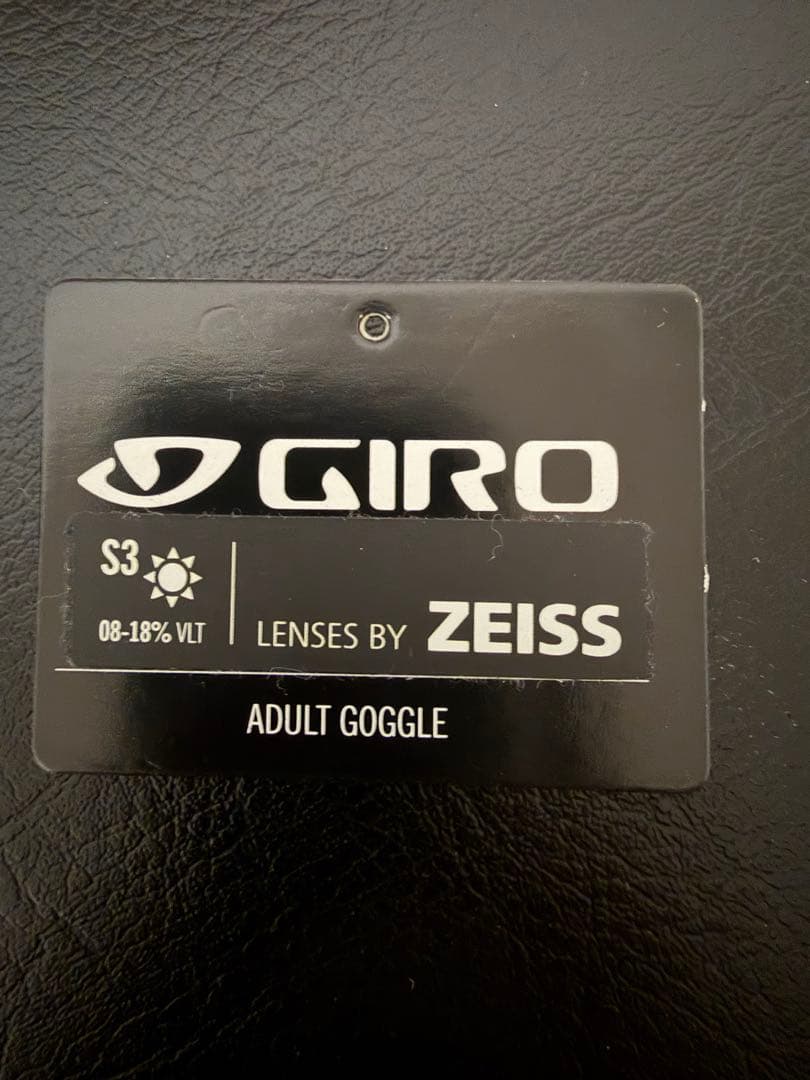 GIRO
S3
08-18% VLT
LENSES BY ZEISS
ADULT GOGGLE